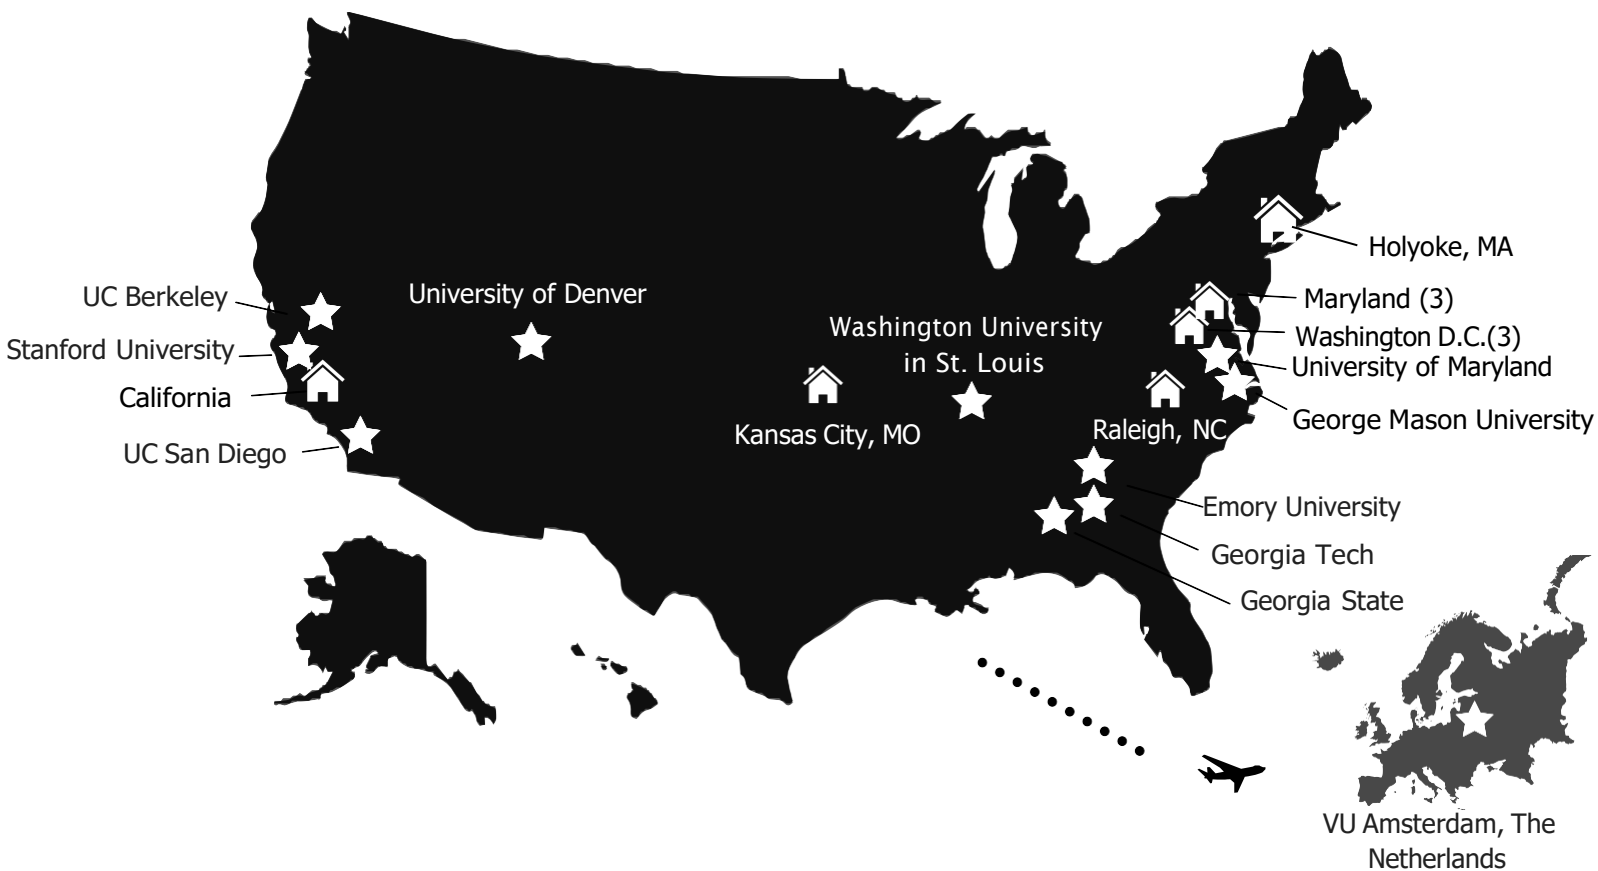 Holyoke, MA
UC Berkeley
University of Denver
Maryland (3)
Washington University
in St. Louis
Washington D.C.(3)
Stanford University
University of Maryland
California
George Mason University
Kansas City, MO
Raleigh, NC
UC San Diego
Emory University
Georgia Tech
Georgia State
VU Amsterdam, The
Netherlands